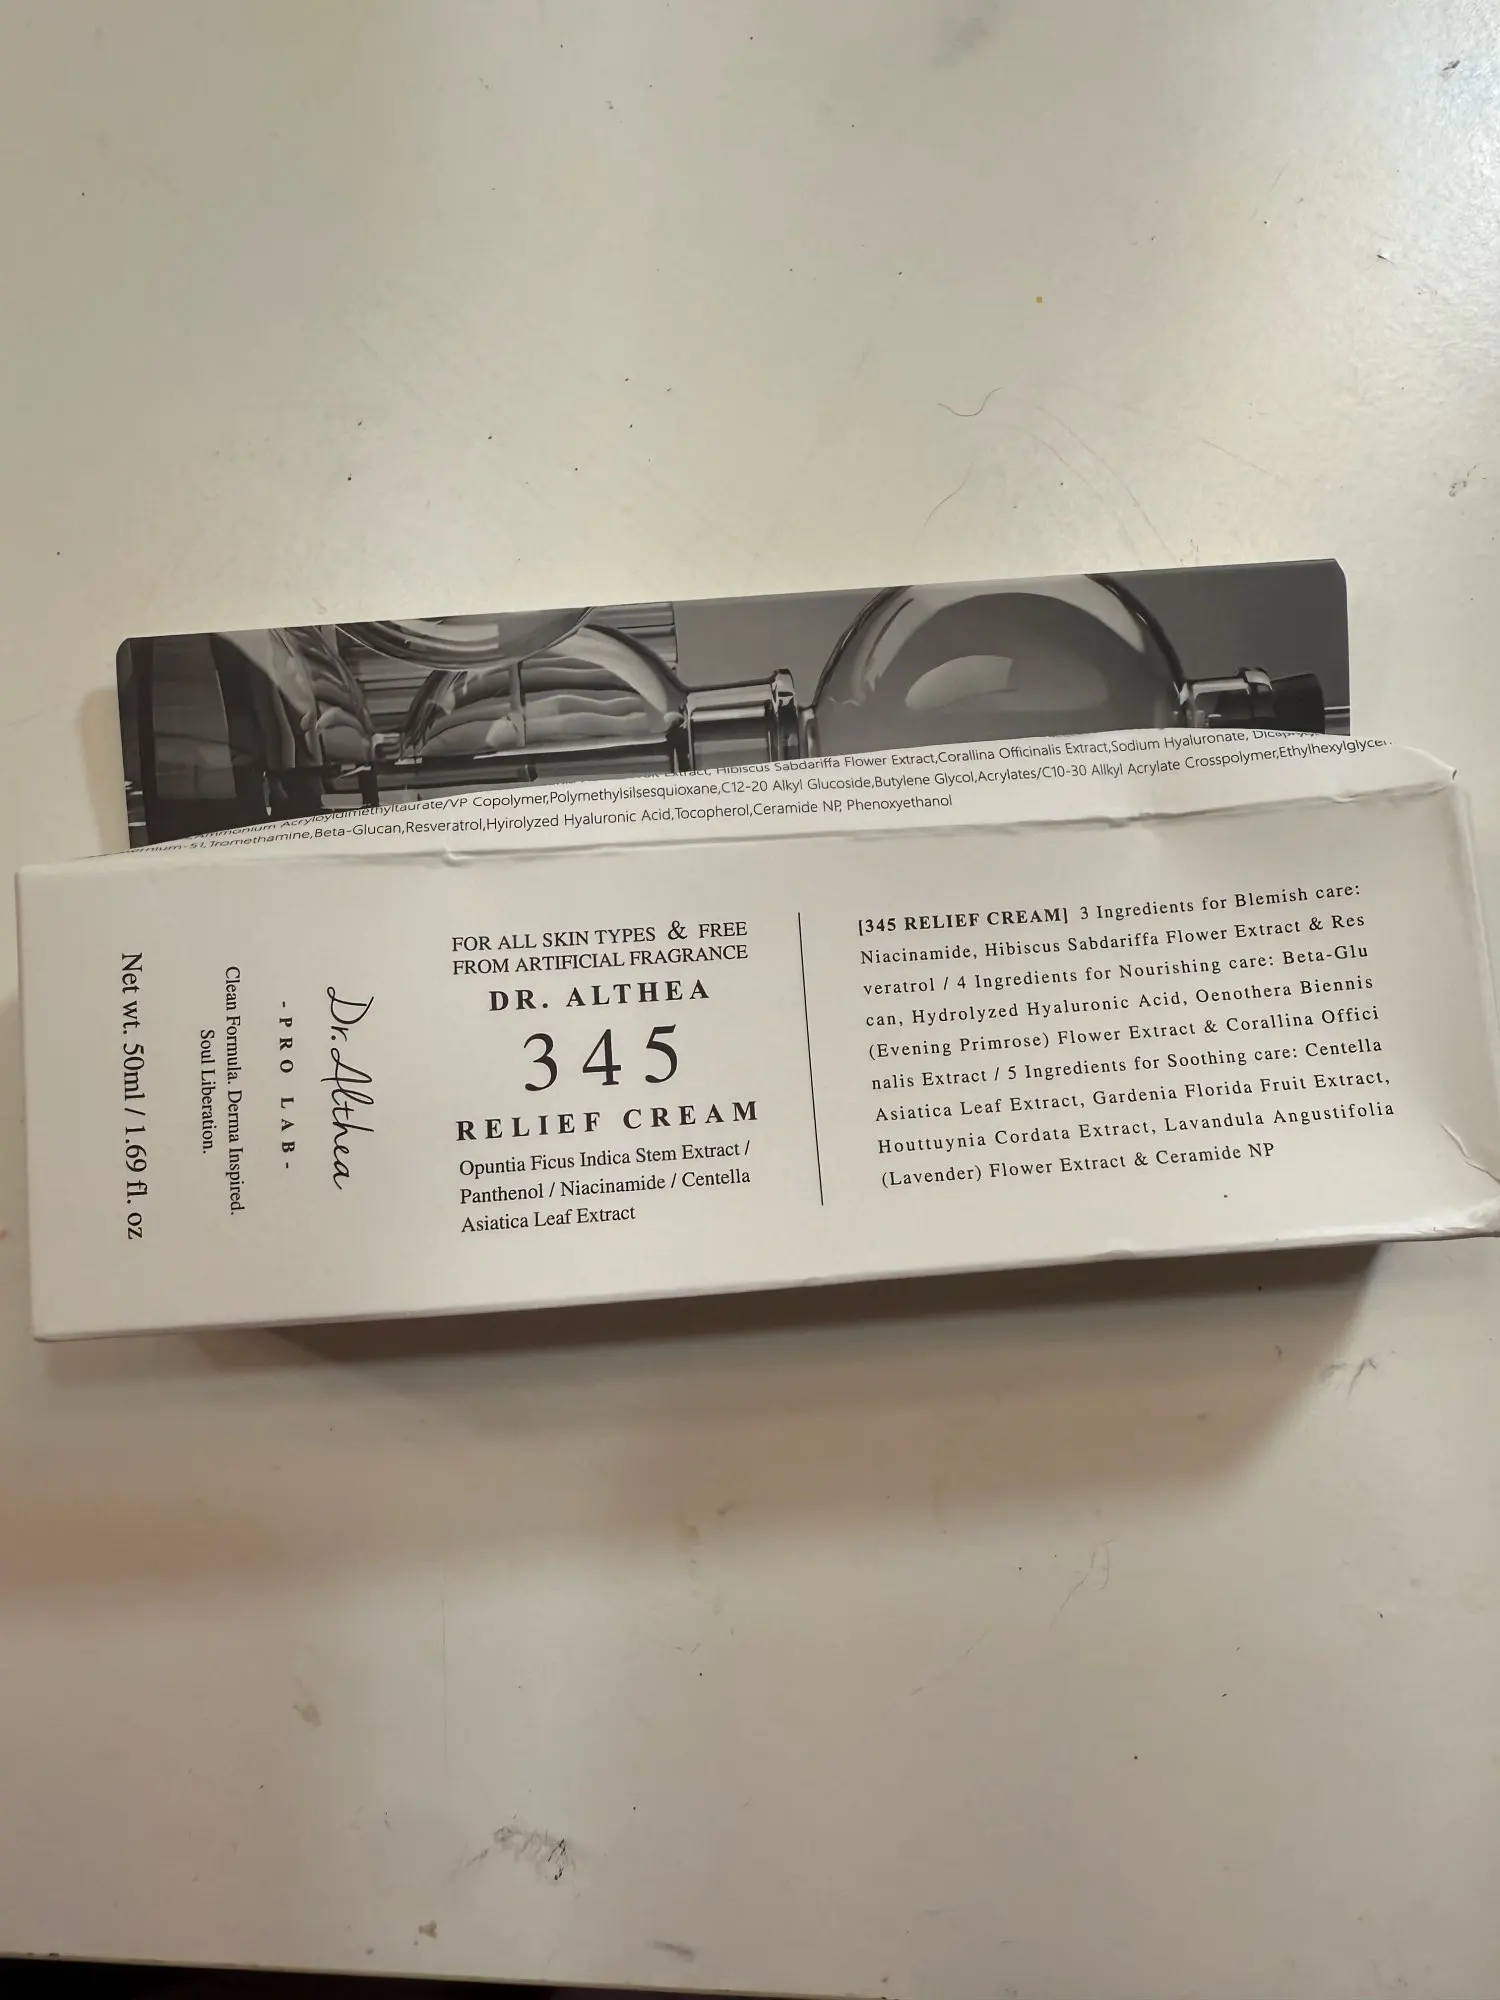 Hibiscus Sabdariffa Flower Extract,Corallina Officinalis Extract,Sodium Hyaluronate,
Ammonium Acryloyldimethyltaurate/VP Copolymer,Polymethylsilsesquioxane,C12-20 Alkyl Glucoside,Butylene Glycol,Acrylates/C10-30 Allkyl Acrylate Crosspolymer,
Tromethamine,Beta-Glucan,Resveratrol,Hyirolyzed Hyaluronic Acid,Tocopherol,Ceramide NP, Phenoxyethanol
Net wt. 50ml / 1.69 fl. oz
Clean Formula. Derma Inspired.
Soul Liberation.
- PRO LAB -
Dr. Althea
FOR ALL SKIN TYPES & FREE
FROM ARTIFICIAL FRAGRANCE
DR. ALTHEA
345
RELIEF CREAM
Opuntia Ficus Indica Stem Extract /
Panthenol / Niacinamide / Centella
Asiatica Leaf Extract
[345 RELIEF CREAM] 3 Ingredients for Blemish care:
Niacinamide, Hibiscus Sabdariffa Flower Extract & Res
veratrol / 4 Ingredients for Nourishing care: Beta-Glu
can, Hydrolyzed Hyaluronic Acid, Oenothera Biennis
(Evening Primrose) Flower Extract & Corallina Offici
nalis Extract / 5 Ingredients for Soothing care: Centella
Asiatica Leaf Extract, Gardenia Florida Fruit Extract,
Houttuynia Cordata Extract, Lavandula Angustifolia
(Lavender) Flower Extract & Ceramide NP